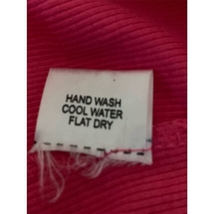 HAND WASH
COOL WATER
FLAT DRY